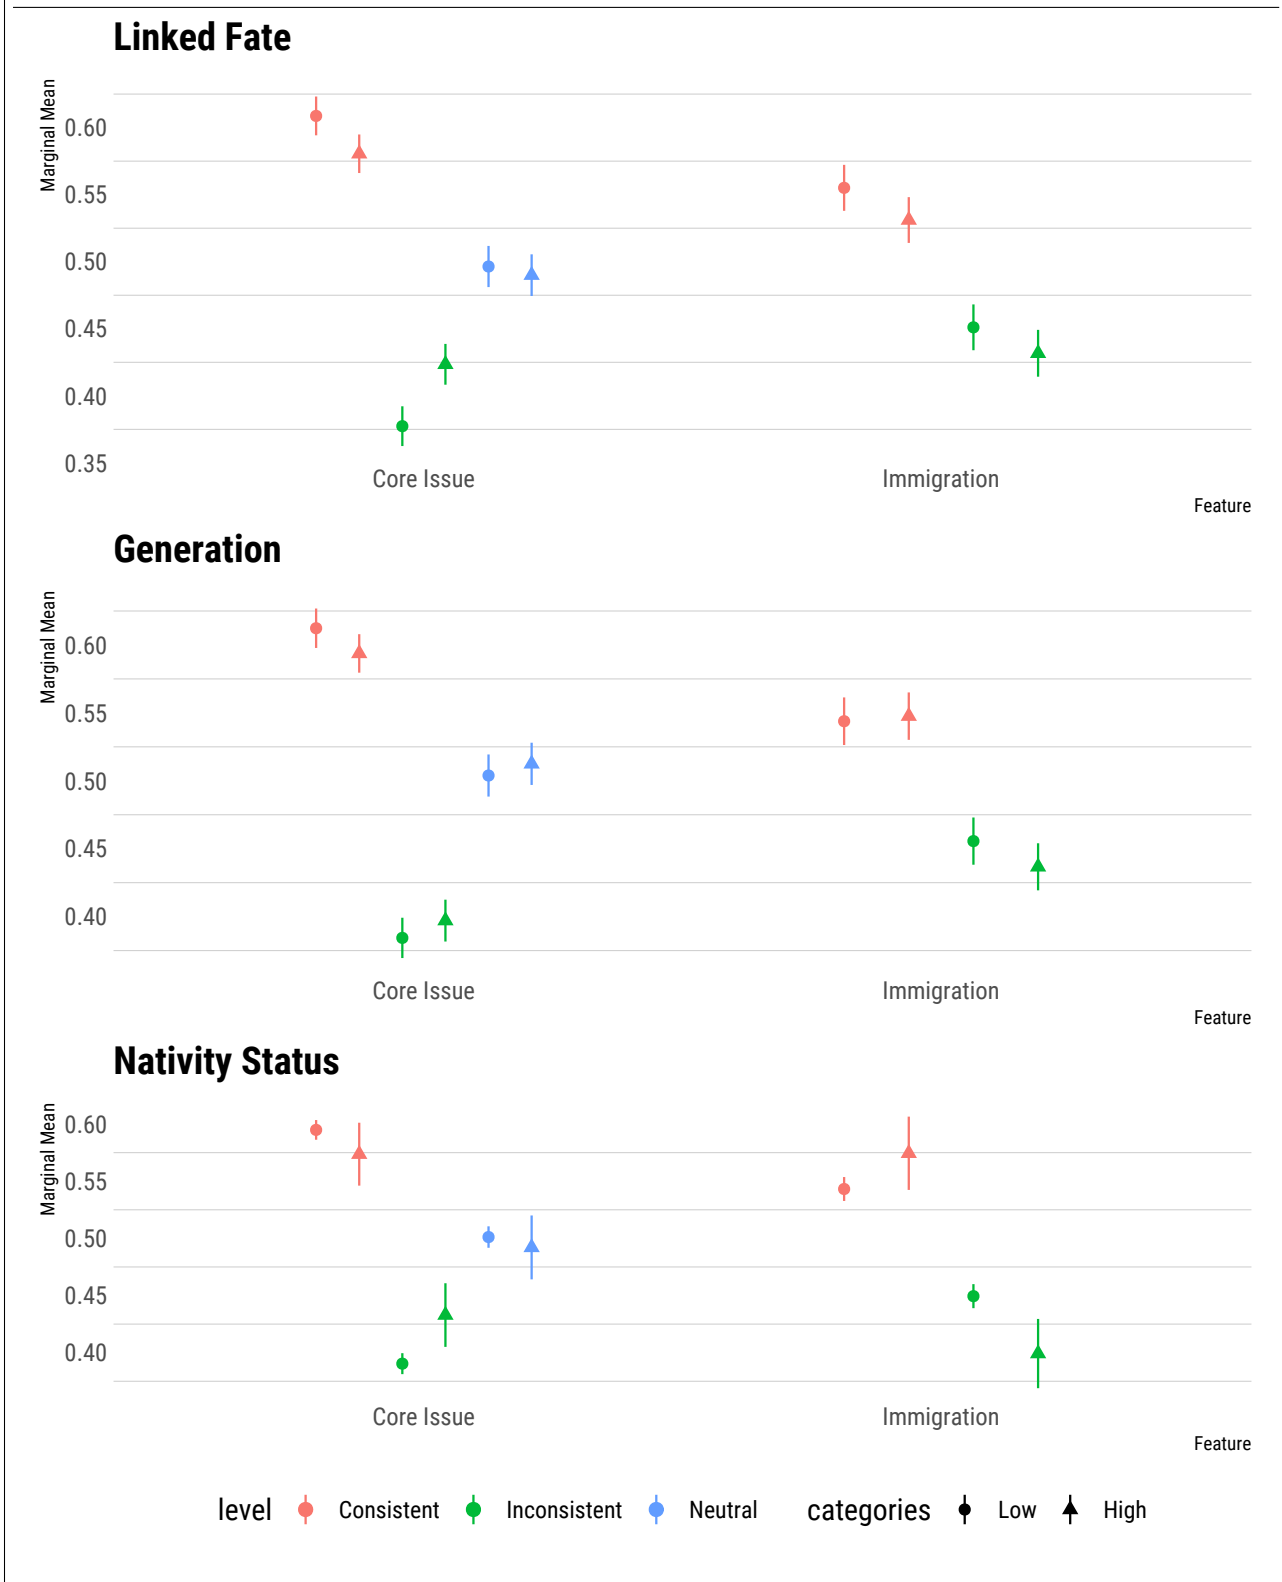 Linked Fate
Marginal Mean
0.60
0.55
0.50
0.45
0.40
0.35
Core Issue Immigration
Feature
Generation
Marginal Mean
0.60
0.55
0.50
0.45
0.40
Core Issue Immigration
Feature
Nativity Status
Marginal Mean
0.60
0.55
0.50
0.45
0.40
Core Issue Immigration
Feature
level Consistent Inconsistent Neutral categories Low High